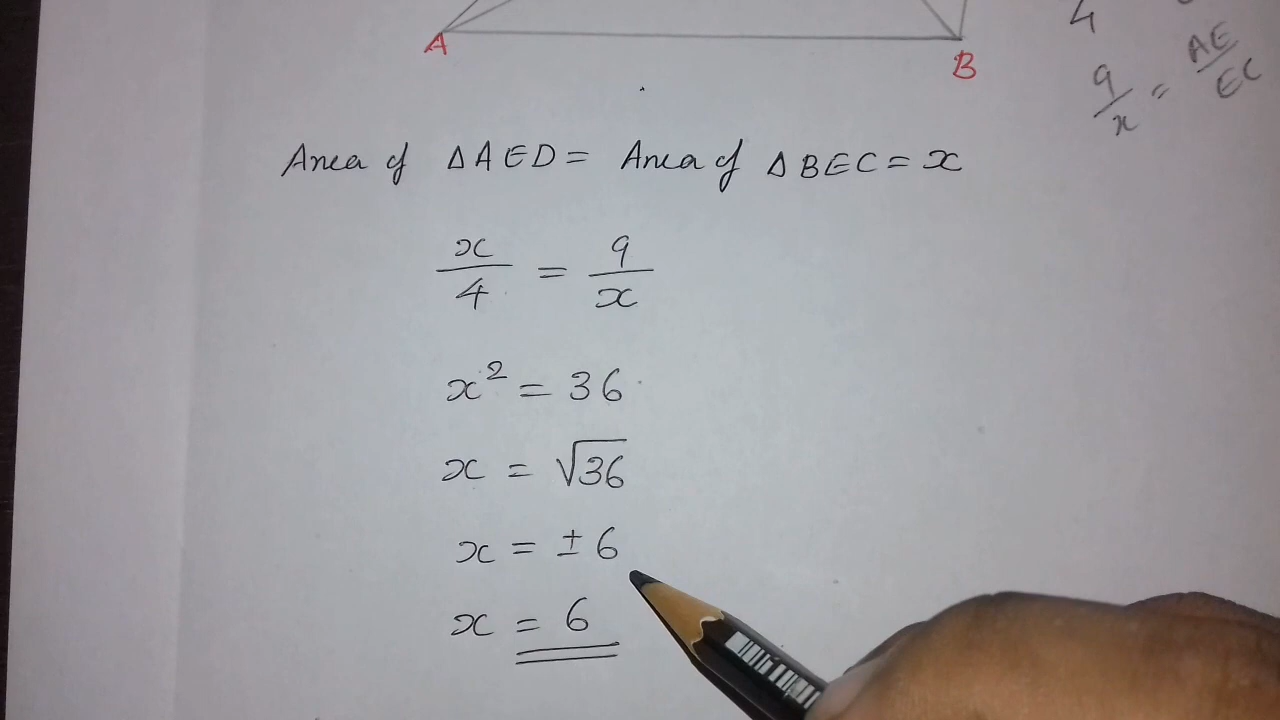 A
B
4
9/x = AE/EC
Area of ΔAED = Area of ΔBEC = x
x/4 = 9/x
x² = 36
x = √36
x = ±6
x = 6